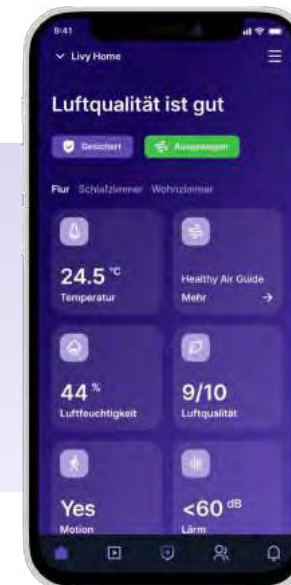 9:41
Livy Home
Luftqualität ist gut
Gesichert
Ausgewogen
Flur Schlafzimmer Wohnzimmer
24.5 °C
Temperatur
Healthy Air Guide
Mehr →
44 %
Luftfeuchtigkeit
9/10
Luftqualität
Yes
Motion
<60 dB
Lärm